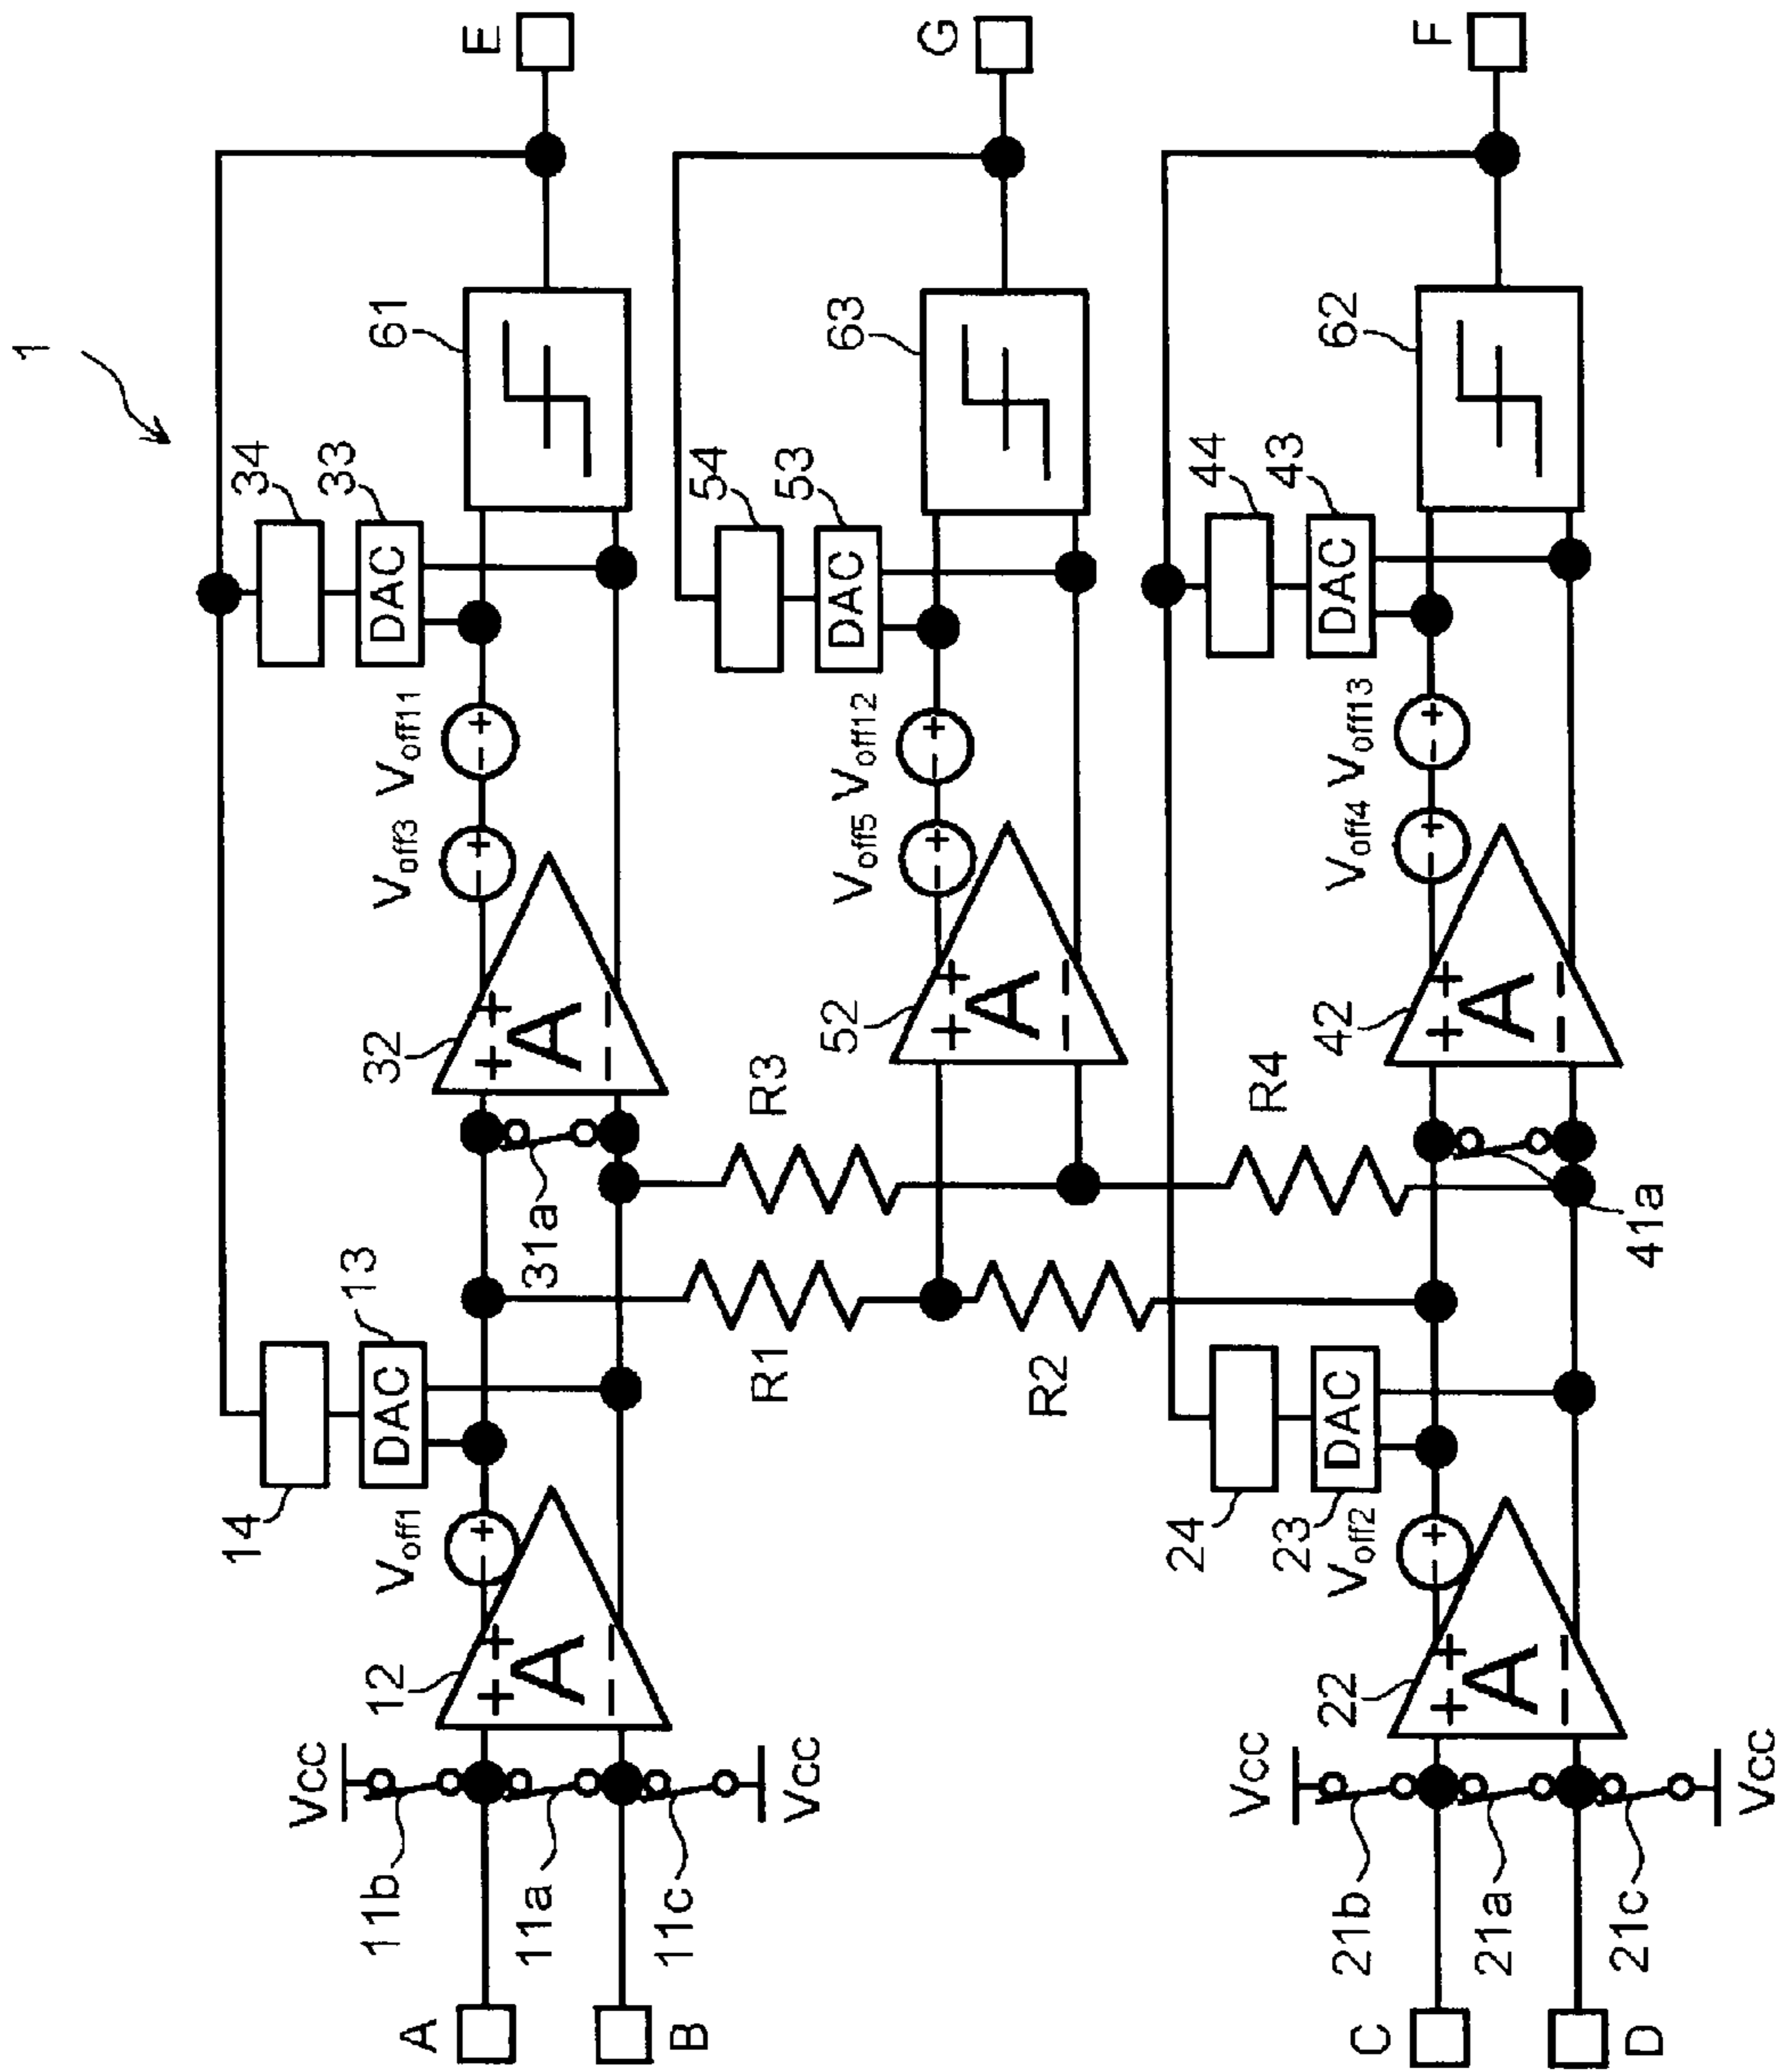 1
14
13
DAC
34
33
DAC
61
E
Vcc
11b
12
A
+ +
− −
Voff1
31a
32
A
+ +
− −
Voff3
Voff11
A
11a
B
11c
Vcc
R1
R3
52
A
+ +
− −
Voff5
Voff12
54
53
DAC
63
G
R2
R4
24
23
DAC
44
43
DAC
62
F
Vcc
21b
22
A
+ +
− −
Voff2
42
A
+ +
− −
Voff4
Voff13
C
21a
41a
D
21c
Vcc